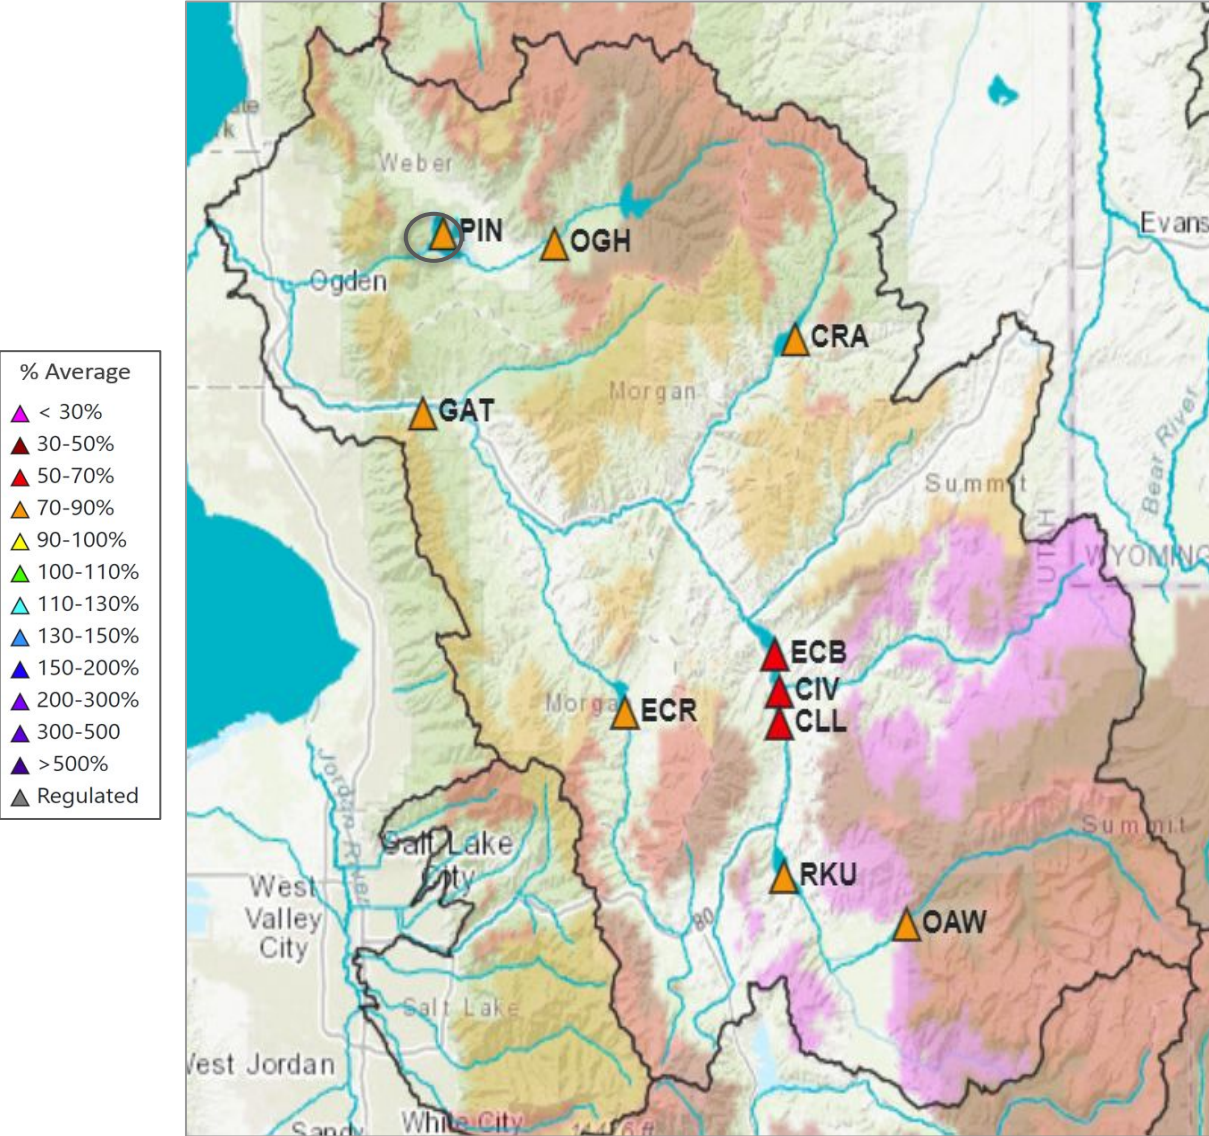 % Average
< 30%
30-50%
50-70%
70-90%
90-100%
100-110%
110-130%
130-150%
150-200%
200-300%
300-500
>500%
Regulated
k
Weber
PIN
OGH
Evans
Ogden
CRA
Morgan
GAT
Bear River
Summit
UTAH
WYOMING
ECB
CIV
CLL
Morga
ECR
Jordan River
Summit
Salt Lake
City
RKU
West
Valley
City
80
OAW
Salt Lake
West Jordan
White City
Sandy